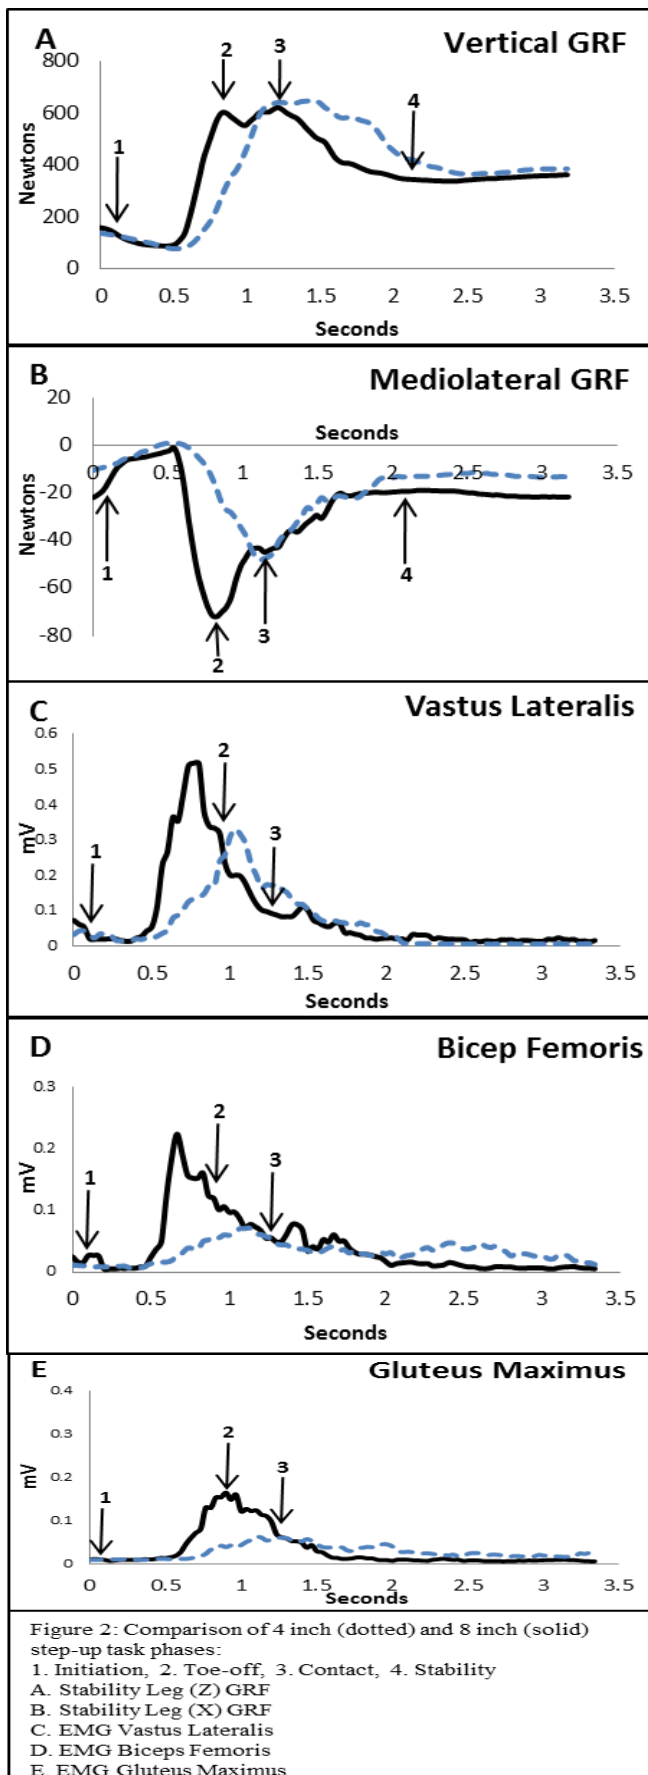 A
Vertical GRF
800
600
400
200
0
Newtons
1
2
3
4
0 0.5 1 1.5 2 2.5 3 3.5
Seconds
B
Mediolateral GRF
20
0
-20
-40
-60
-80
Newtons
Seconds
0 0.5 1 1.5 2 2.5 3 3.5
1
2
3
4
C
Vastus Lateralis
0.6
0.5
0.4
0.3
0.2
0.1
0
mV
1
2
3
0 0.5 1 1.5 2 2.5 3 3.5
Seconds
D
Bicep Femoris
0.3
0.2
0.1
0
mV
1
2
3
0 0.5 1 1.5 2 2.5 3 3.5
Seconds
E
Gluteus Maximus
0.4
0.3
0.2
0.1
0
mV
1
2
3
0 0.5 1 1.5 2 2.5 3 3.5
Seconds
Figure 2: Comparison of 4 inch (dotted) and 8 inch (solid)
step-up task phases:
1. Initiation, 2. Toe-off, 3. Contact, 4. Stability
A. Stability Leg (Z) GRF
B. Stability Leg (X) GRF
C. EMG Vastus Lateralis
D. EMG Biceps Femoris
E. EMG Gluteus Maximus